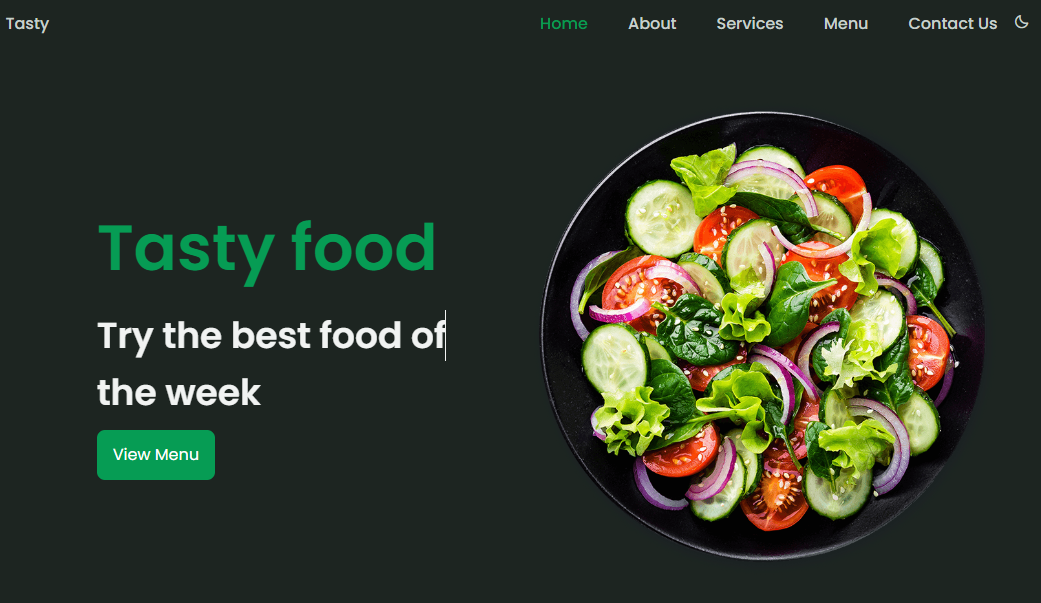 Tasty
Home About Services Menu Contact Us
Tasty food
Try the best food of
the week
View Menu